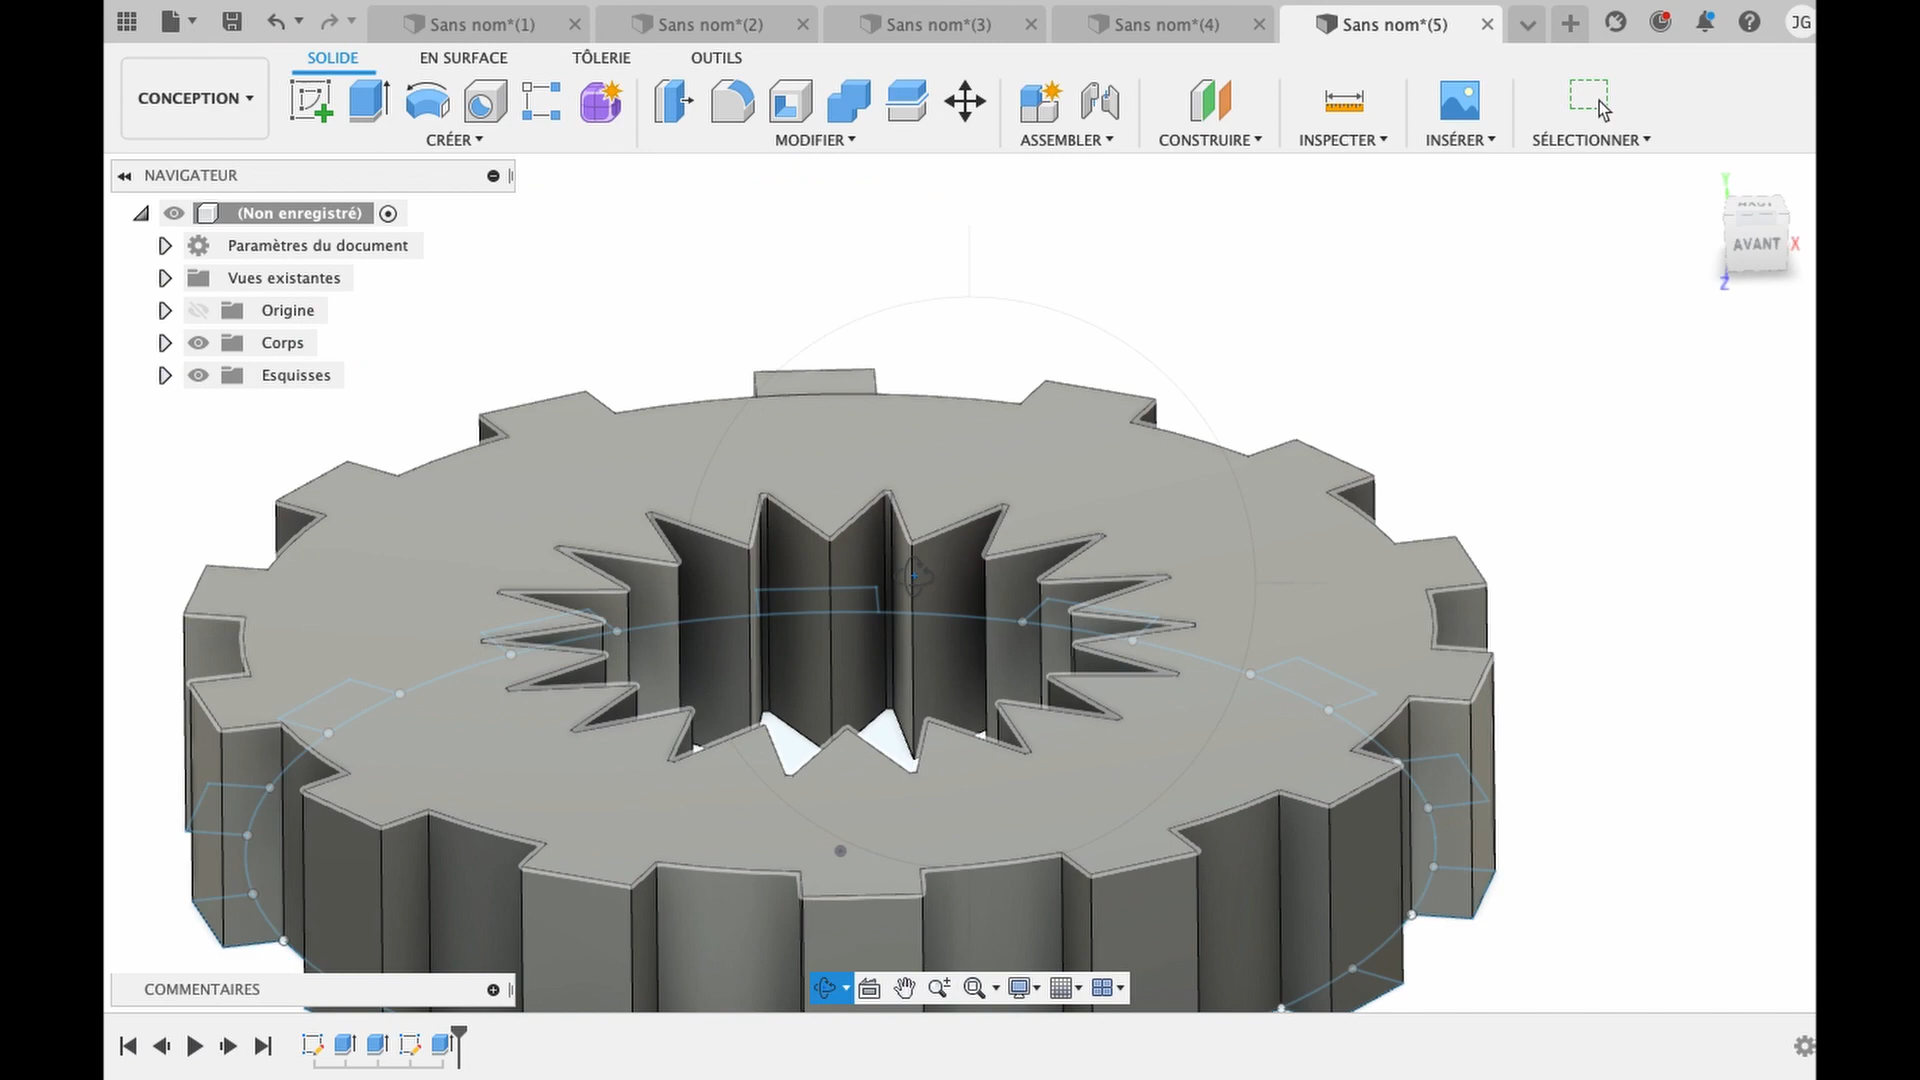 Sans nom*(1) Sans nom*(2) Sans nom*(3) Sans nom*(4) Sans nom*(5) JG
SOLIDE EN SURFACE TÔLERIE OUTILS
CONCEPTION
CRÉER MODIFIER ASSEMBLER CONSTRUIRE INSPECTER INSÉRER SÉLECTIONNER
NAVIGATEUR
(Non enregistré)
Paramètres du document
Vues existantes
Origine
Corps
Esquisses
Y
HAUT
AVANT X
Z
COMMENTAIRES